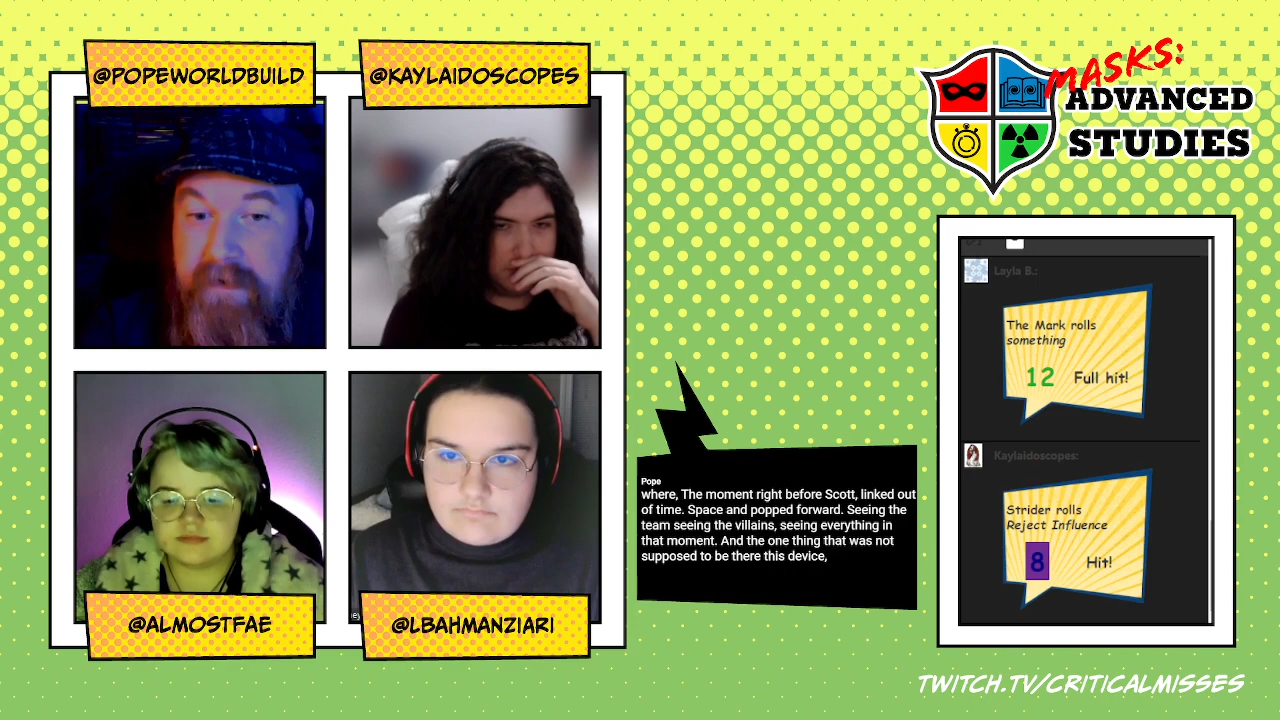 @POPEWORLDBUILD
@KAYLAIDOSCOPES
@ALMOSTFAE
@LBAHMANZIARI
Pope
where, The moment right before Scott, linked out
of time. Space and popped forward. Seeing the
team seeing the villains, seeing everything in
that moment. And the one thing that was not
supposed to be there this device,
MASKS:
ADVANCED
STUDIES
Layla B.:
The Mark rolls
something
12 Full hit!
Kaylaidoscopes:
Strider rolls
Reject Influence
8 Hit!
TWITCH.TV/CRITICALMISSES